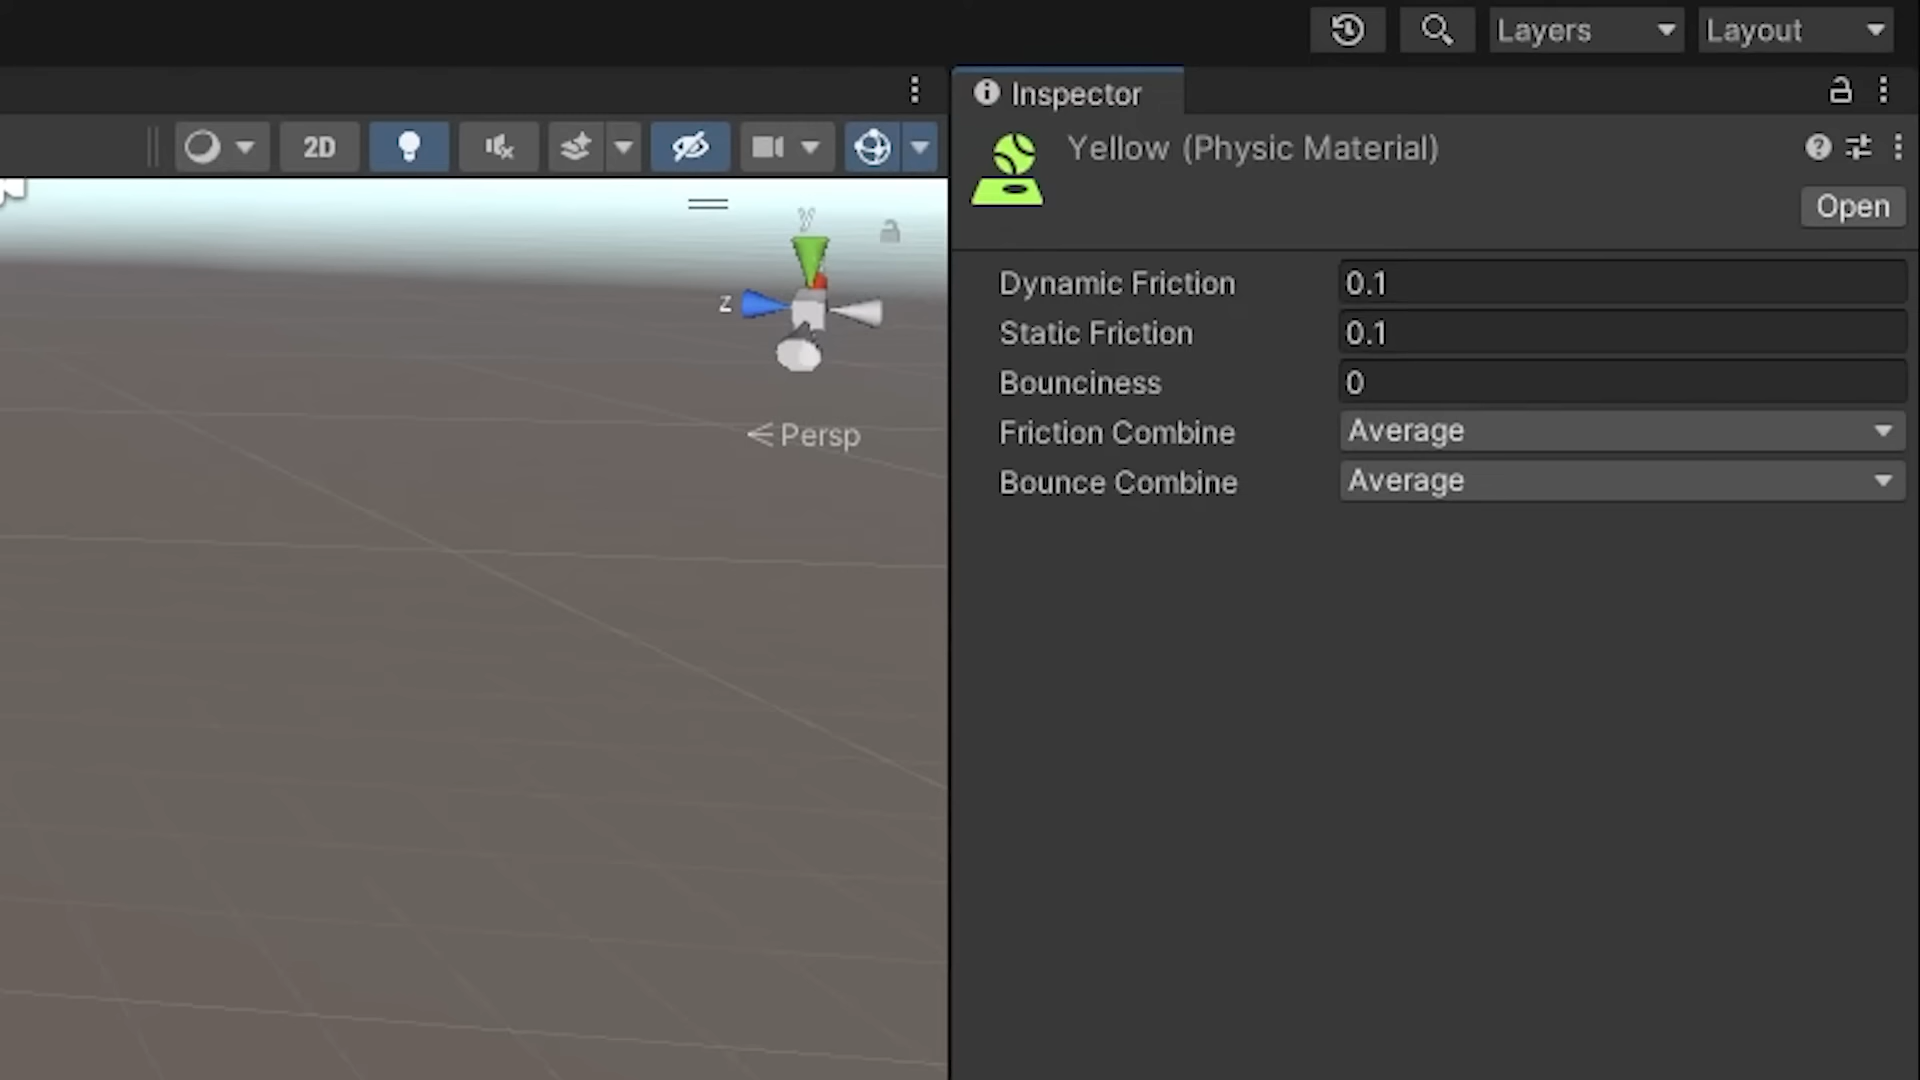 Layers
Layout
Inspector
2D
Yellow (Physic Material)
Open
y
z
< Persp
Dynamic Friction 0.1
Static Friction 0.1
Bounciness 0
Friction Combine Average
Bounce Combine Average